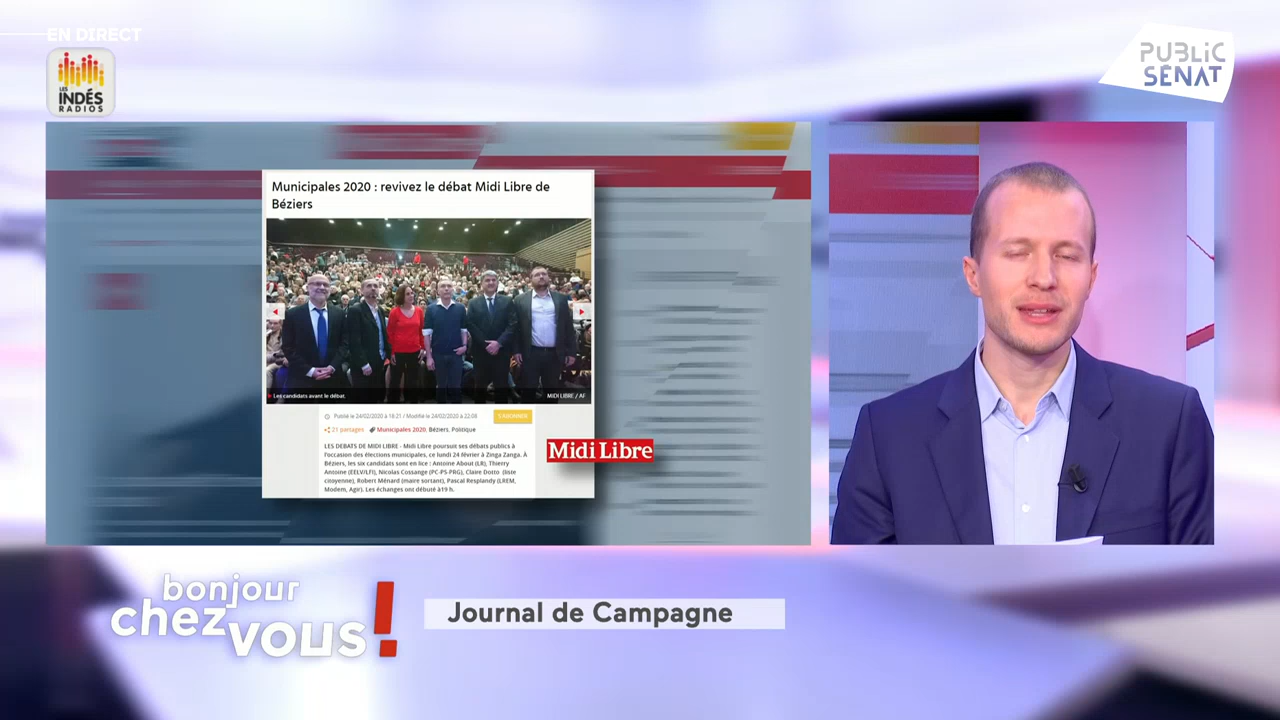 EN DIRECT
LES
INDÉS
RADIOS
PUBLIC
SÉNAT
Municipales 2020 : revivez le débat Midi Libre de
Béziers
Les candidats avant le débat.
MIDI LIBRE / AF
Publié le 24/02/2020 à 18:21 / Modifié le 24/02/2020 à 22:08
S'ABONNER
21 partages
Municipales 2020, Béziers, Politique
LES DEBATS DE MIDI LIBRE - Midi Libre poursuit ses débats publics à
l'occasion des élections municipales, ce lundi 24 février à Zinga Zanga. À
Béziers, les six candidats sont en lice : Antoine About (LR), Thierry
Antoine (EELV/LFI), Nicolas Cossange (PC-PS-PRG), Claire Dotto (liste
citoyenne), Robert Ménard (maire sortant), Pascal Resplandy (LREM,
Modem, Agir). Les échanges ont débuté à19 h.
Midi Libre
bonjour
chez
vous !
Journal de Campagne